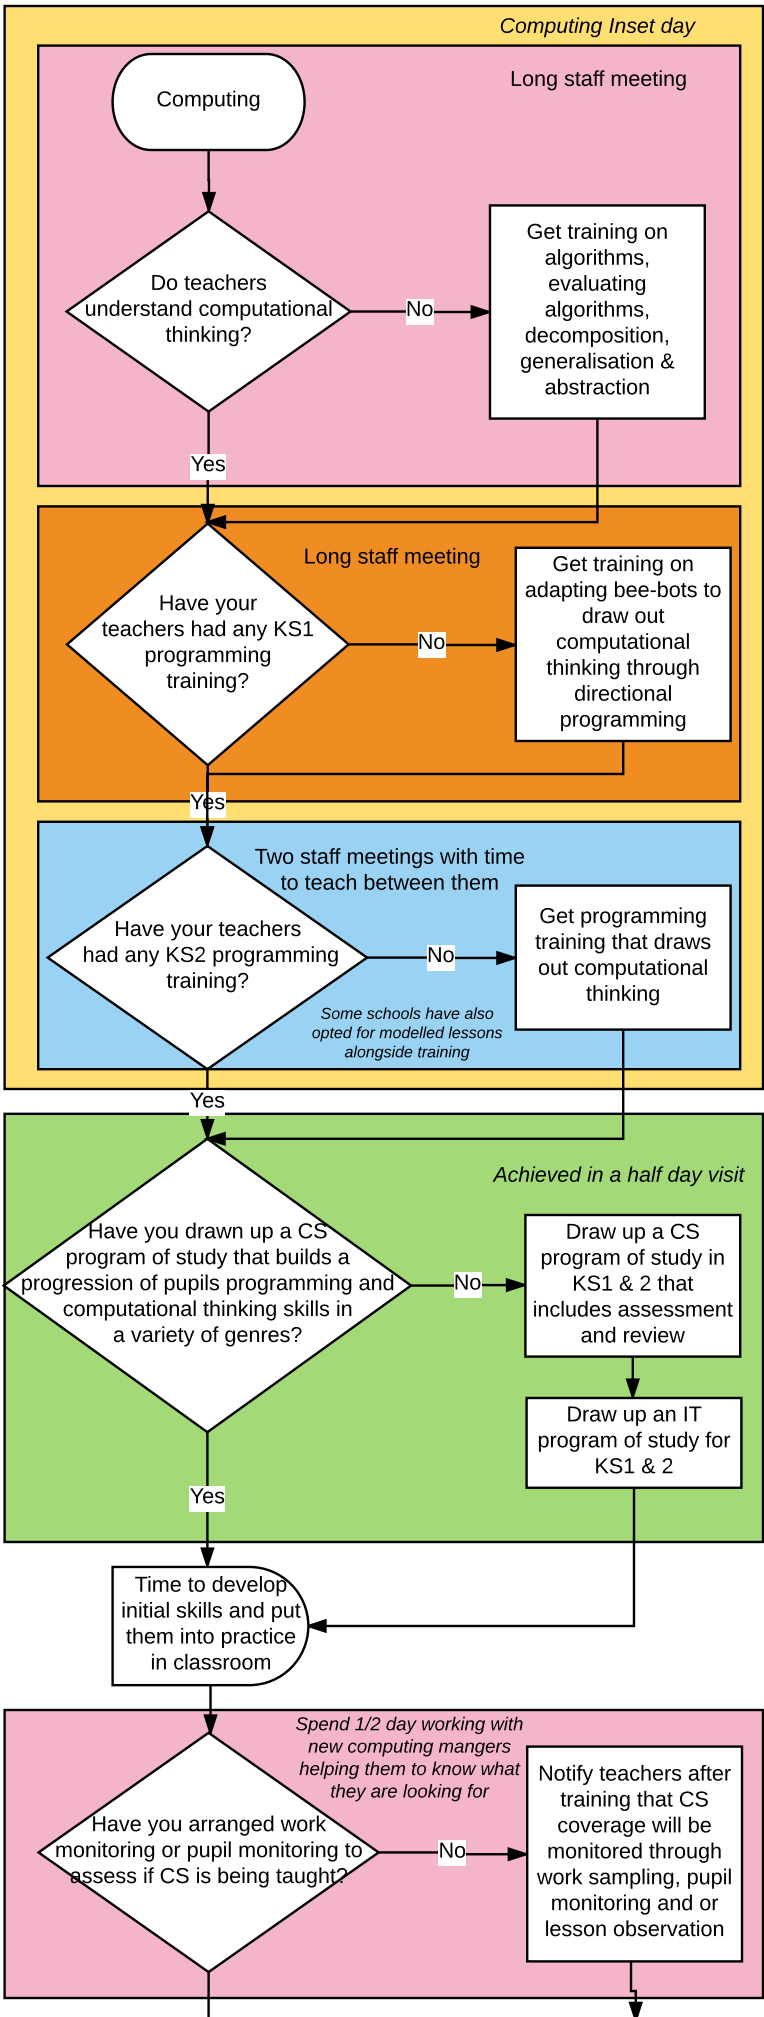 Computing Inset day
Long staff meeting
Computing
Do teachers
understand computational
thinking?
No
Get training on
algorithms,
evaluating
algorithms,
decomposition,
generalisation &
abstraction
Yes
Long staff meeting
Have your
teachers had any KS1
programming
training?
No
Get training on
adapting bee-bots to
draw out
computational
thinking through
directional
programming
Yes
Two staff meetings with time
to teach between them
Have your teachers
had any KS2 programming
training?
No
Get programming
training that draws
out computational
thinking
Some schools have also
opted for modelled lessons
alongside training
Yes
Achieved in a half day visit
Have you drawn up a CS
program of study that builds a
progression of pupils programming and
computational thinking skills in
a variety of genres?
No
Draw up a CS
program of study in
KS1 & 2 that
includes assessment
and review
Draw up an IT
program of study for
KS1 & 2
Yes
Time to develop
initial skills and put
them into practice
in classroom
Spend 1/2 day working with
new computing mangers
helping them to know what
they are looking for
Have you arranged work
monitoring or pupil monitoring to
assess if CS is being taught?
No
Notify teachers after
training that CS
coverage will be
monitored through
work sampling, pupil
monitoring and or
lesson observation